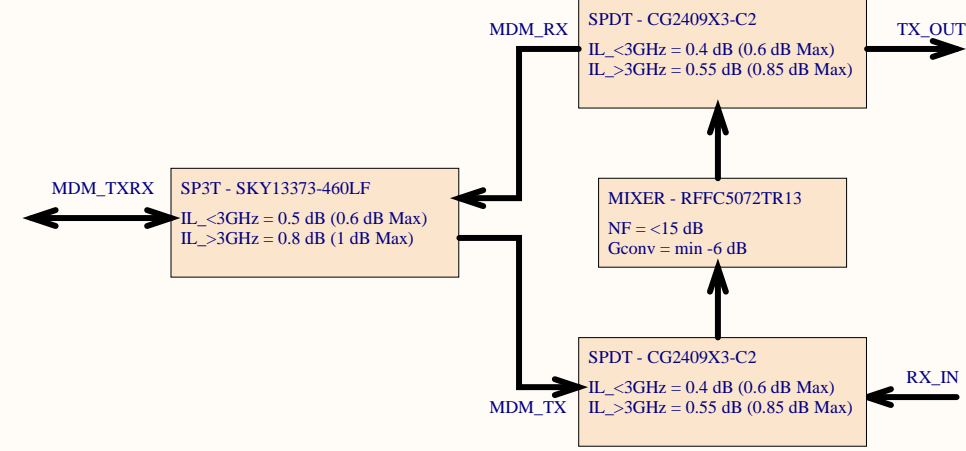 SPDT - CG2409X3-C2
IL_<3GHz = 0.4 dB (0.6 dB Max)
IL_>3GHz = 0.55 dB (0.85 dB Max)
MDM_RX
TX_OUT
MDM_TXRX
SP3T - SKY13373-460LF
IL_<3GHz = 0.5 dB (0.6 dB Max)
IL_>3GHz = 0.8 dB (1 dB Max)
MIXER - RFFC5072TR13
NF = <15 dB
Gconv = min -6 dB
SPDT - CG2409X3-C2
IL_<3GHz = 0.4 dB (0.6 dB Max)
IL_>3GHz = 0.55 dB (0.85 dB Max)
MDM_TX
RX_IN